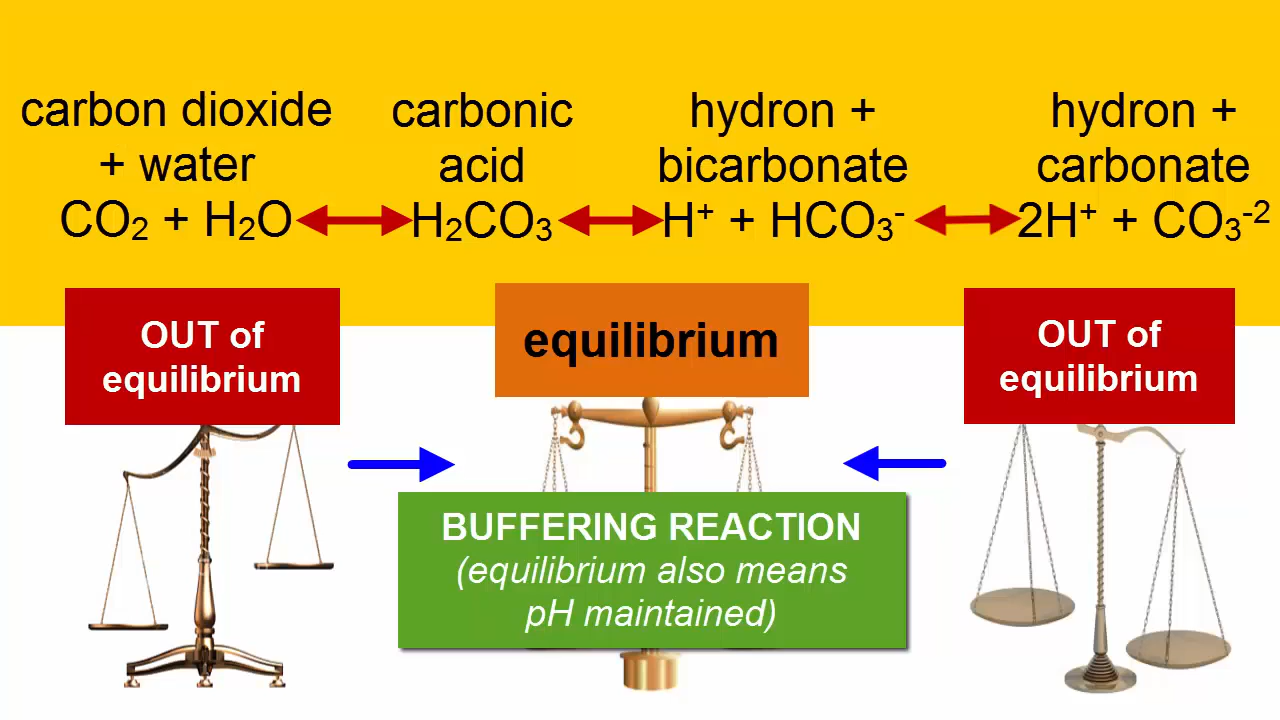 carbon dioxide
+ water
CO₂ + H₂O
carbonic
acid
H₂CO₃
hydron +
bicarbonate
H⁺ + HCO₃⁻
hydron +
carbonate
2H⁺ + CO₃⁻²
OUT of
equilibrium
equilibrium
OUT of
equilibrium
BUFFERING REACTION
(equilibrium also means
pH maintained)